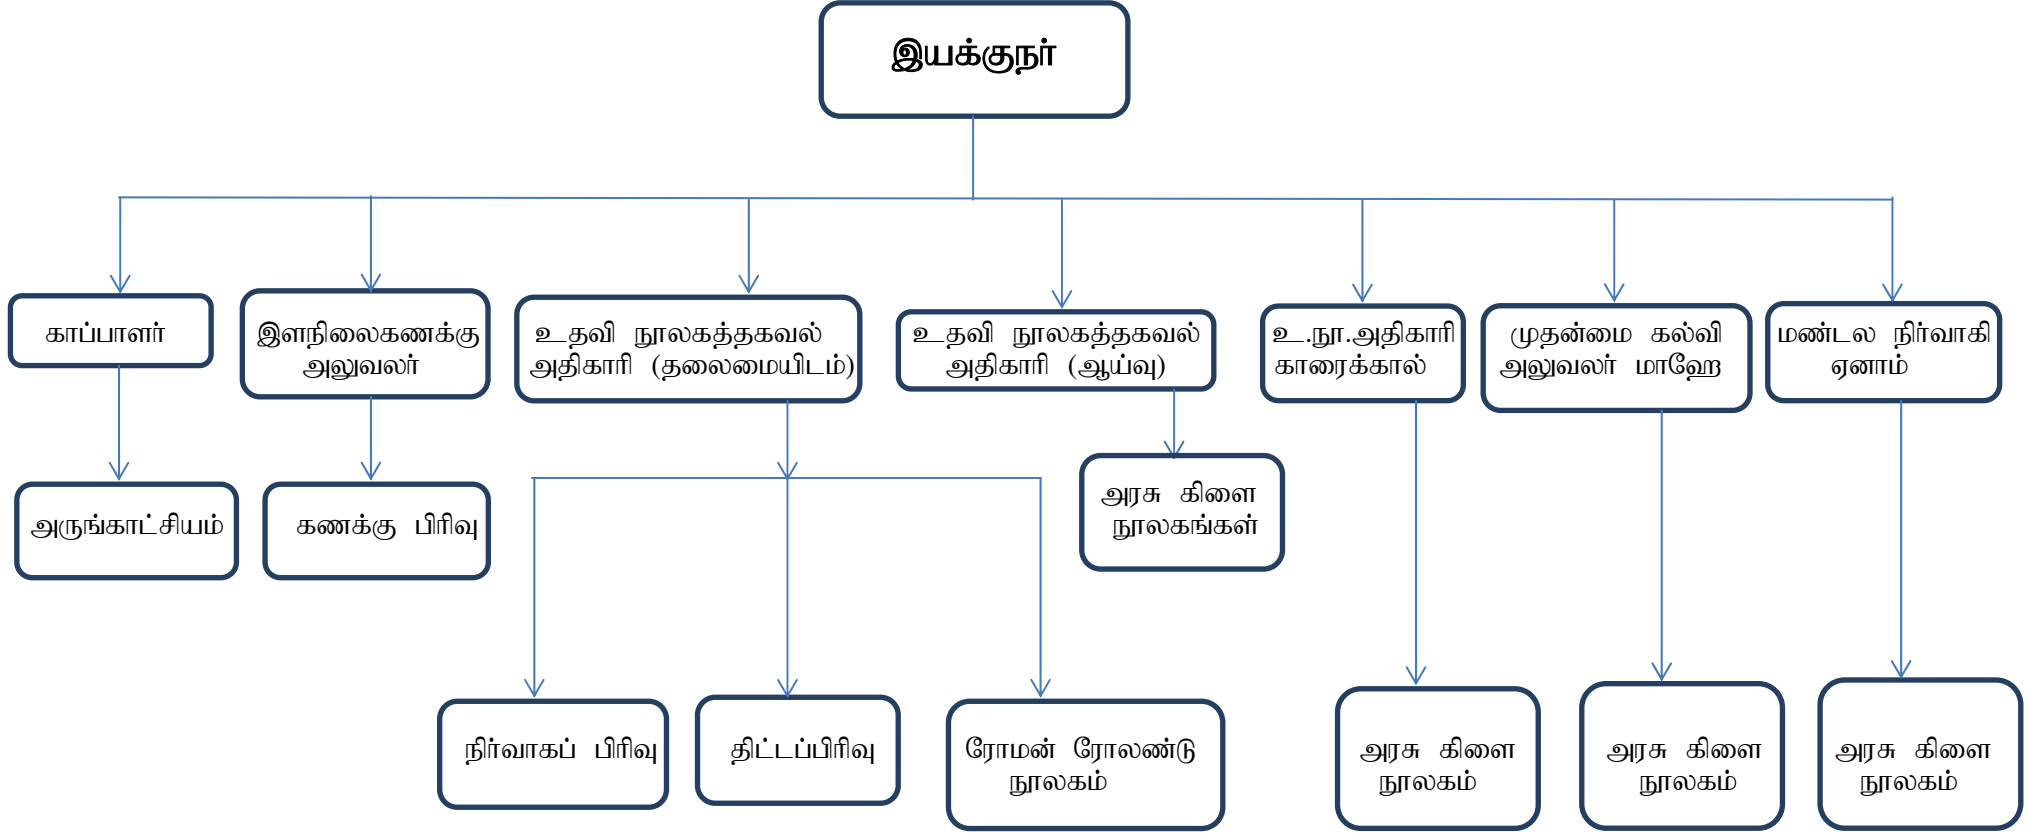 இயக்குநர்
காப்பாளர்
இளநிலைகணக்கு
அலுவலர்
உதவி நூலகத்தகவல்
அதிகாரி (தலைமையிடம்)
உதவி நூலகத்தகவல்
அதிகாரி (ஆய்வு)
உ.நூ.அதிகாரி
காரைக்கால்
முதன்மை கல்வி
அலுவலர் மாஹே
மண்டல நிர்வாகி
ஏனாம்
அருங்காட்சியம்
கணக்கு பிரிவு
அரசு கிளை
நூலகங்கள்
நிர்வாகப் பிரிவு
திட்டப்பிரிவு
ரோமன் ரோலண்டு
நூலகம்
அரசு கிளை
நூலகம்
அரசு கிளை
நூலகம்
அரசு கிளை
நூலகம்